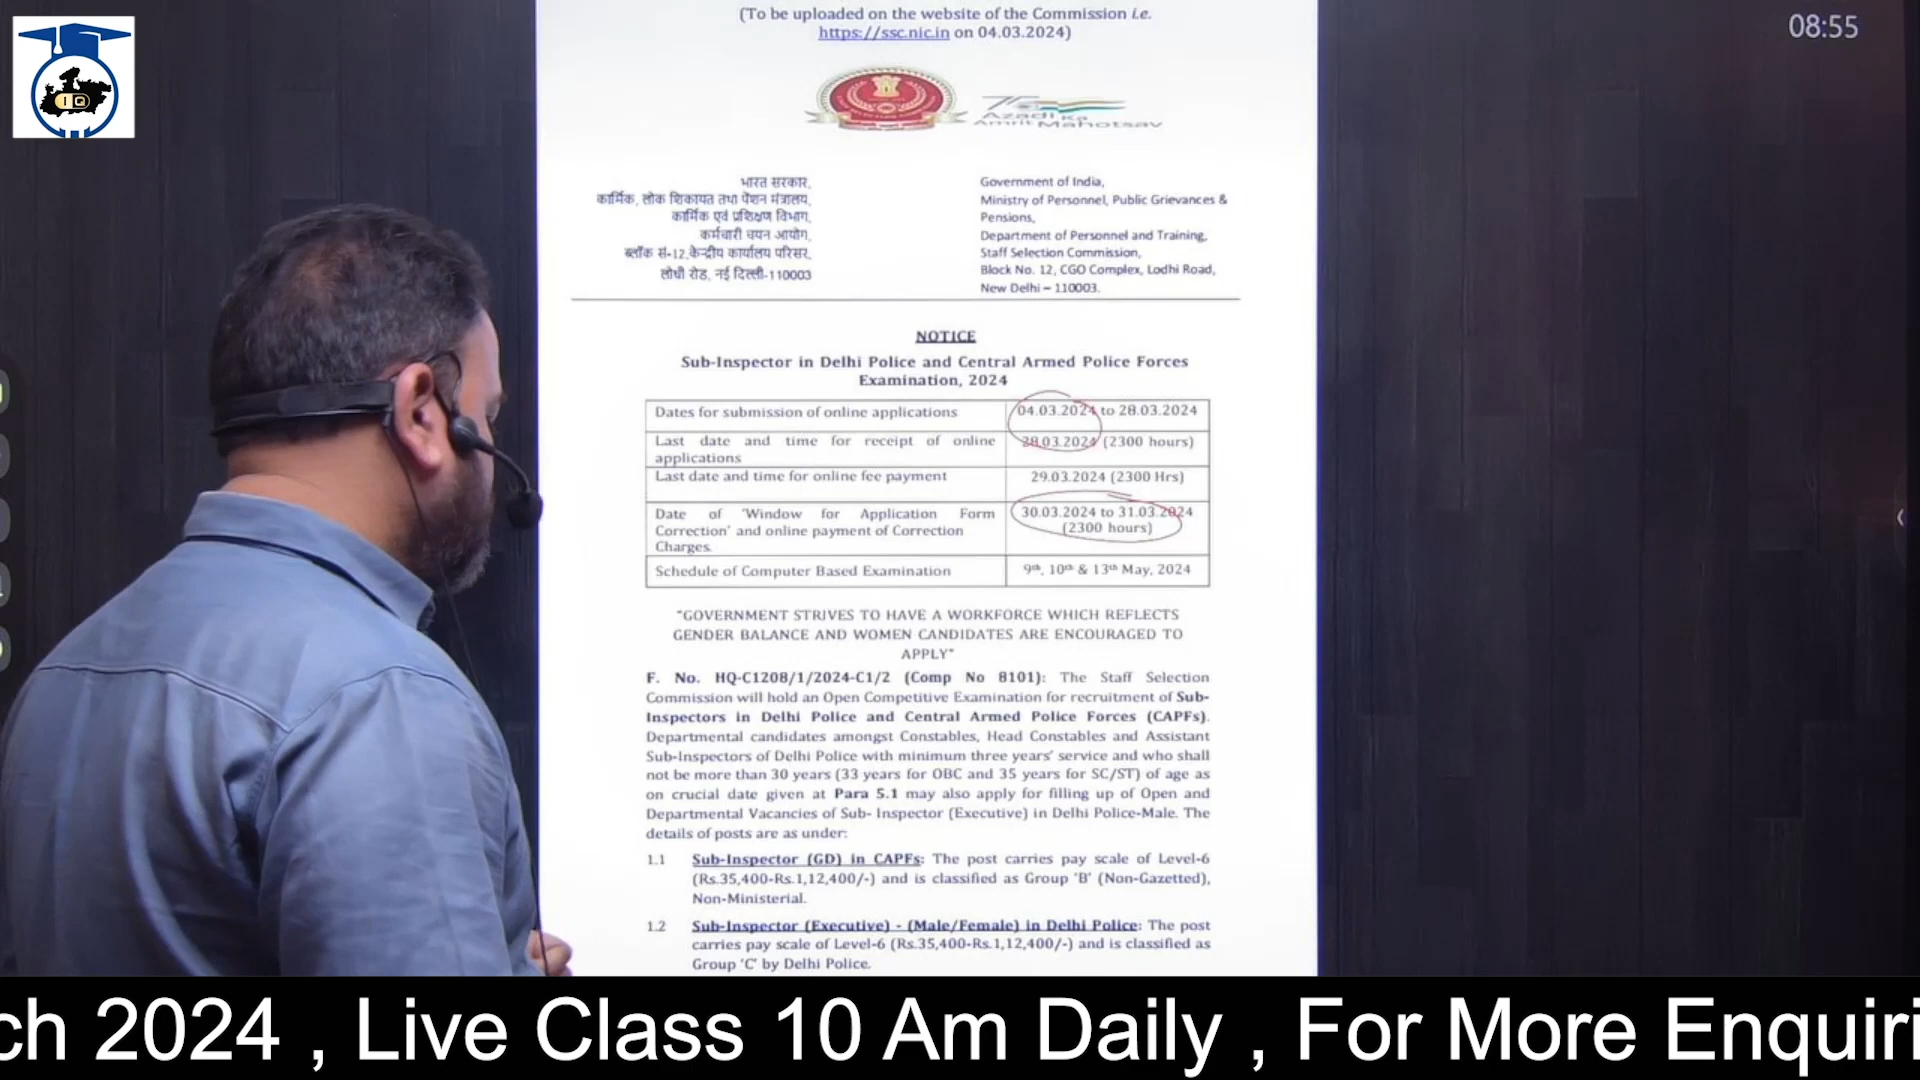 (To be uploaded on the website of the Commission i.e.
https://ssc.nic.in on 04.03.2024)
08:55
IQ
Azadi Ka
Amrit Mahotsav
भारत सरकार,
कार्मिक, लोक शिकायत तथा पेंशन मंत्रालय,
कार्मिक एवं प्रशिक्षण विभाग,
कर्मचारी चयन आयोग,
ब्लॉक सं-12,केन्द्रीय कार्यालय परिसर,
लोधी रोड, नई दिल्ली-110003
Government of India,
Ministry of Personnel, Public Grievances &
Pensions,
Department of Personnel and Training,
Staff Selection Commission,
Block No. 12, CGO Complex, Lodhi Road,
New Delhi – 110003.
NOTICE
Sub-Inspector in Delhi Police and Central Armed Police Forces
Examination, 2024
Dates for submission of online applications 04.03.2024 to 28.03.2024
Last date and time for receipt of online
applications 28.03.2024 (2300 hours)
Last date and time for online fee payment 29.03.2024 (2300 Hrs)
Date of 'Window for Application Form
Correction' and online payment of Correction
Charges.
30.03.2024 to 31.03.2024
(2300 hours)
Schedule of Computer Based Examination 9th, 10th & 13th May, 2024
"GOVERNMENT STRIVES TO HAVE A WORKFORCE WHICH REFLECTS
GENDER BALANCE AND WOMEN CANDIDATES ARE ENCOURAGED TO
APPLY"
F. No. HQ-C1208/1/2024-C1/2 (Comp No 8101): The Staff Selection
Commission will hold an Open Competitive Examination for recruitment of Sub-
Inspectors in Delhi Police and Central Armed Police Forces (CAPFs).
Departmental candidates amongst Constables, Head Constables and Assistant
Sub-Inspectors of Delhi Police with minimum three years' service and who shall
not be more than 30 years (33 years for OBC and 35 years for SC/ST) of age as
on crucial date given at Para 5.1 may also apply for filling up of Open and
Departmental Vacancies of Sub- Inspector (Executive) in Delhi Police-Male. The
details of posts are as under:
1.1 Sub-Inspector (GD) in CAPFs: The post carries pay scale of Level-6
(Rs.35,400-Rs.1,12,400/-) and is classified as Group 'B' (Non-Gazetted),
Non-Ministerial.
1.2 Sub-Inspector (Executive) - (Male/Female) in Delhi Police: The post
carries pay scale of Level-6 (Rs.35,400-Rs.1,12,400/-) and is classified as
Group 'C' by Delhi Police.
ch 2024 , Live Class 10 Am Daily , For More Enquiri